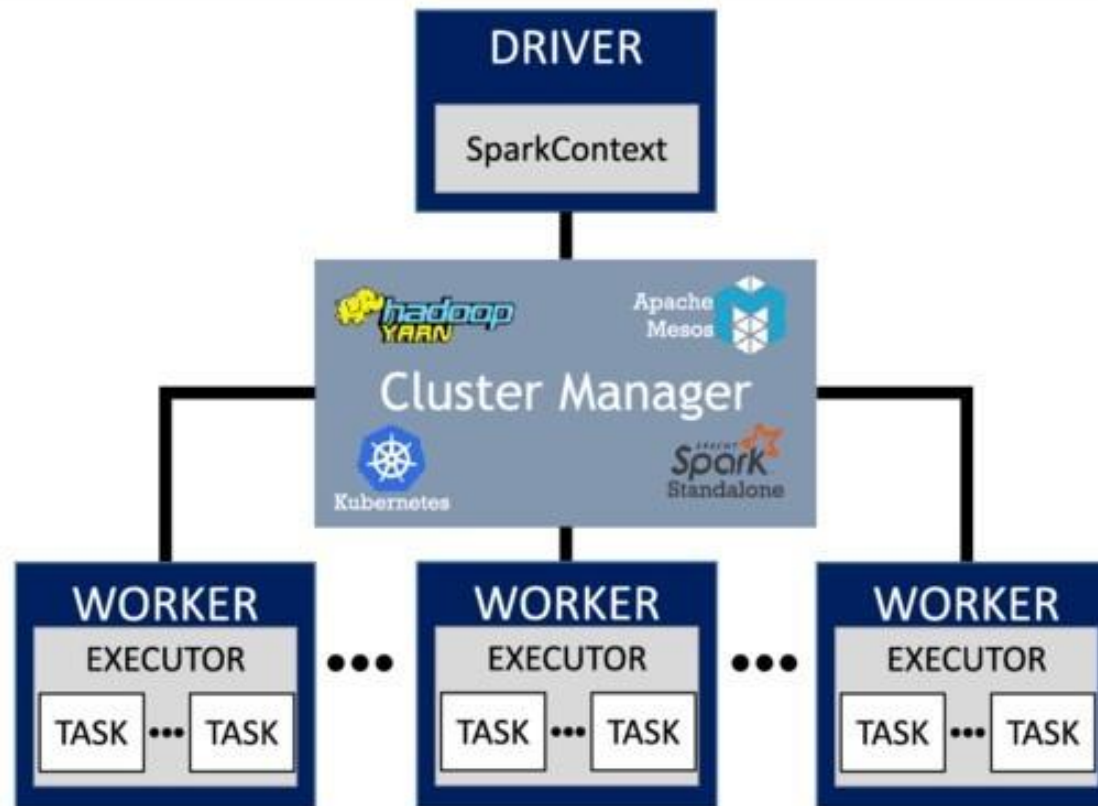 DRIVER
SparkContext
hadoop
YARN
Apache
Mesos
Cluster Manager
Kubernetes
APACHE
Spark
Standalone
WORKER
EXECUTOR
TASK ••• TASK
•••
WORKER
EXECUTOR
TASK ••• TASK
•••
WORKER
EXECUTOR
TASK ••• TASK